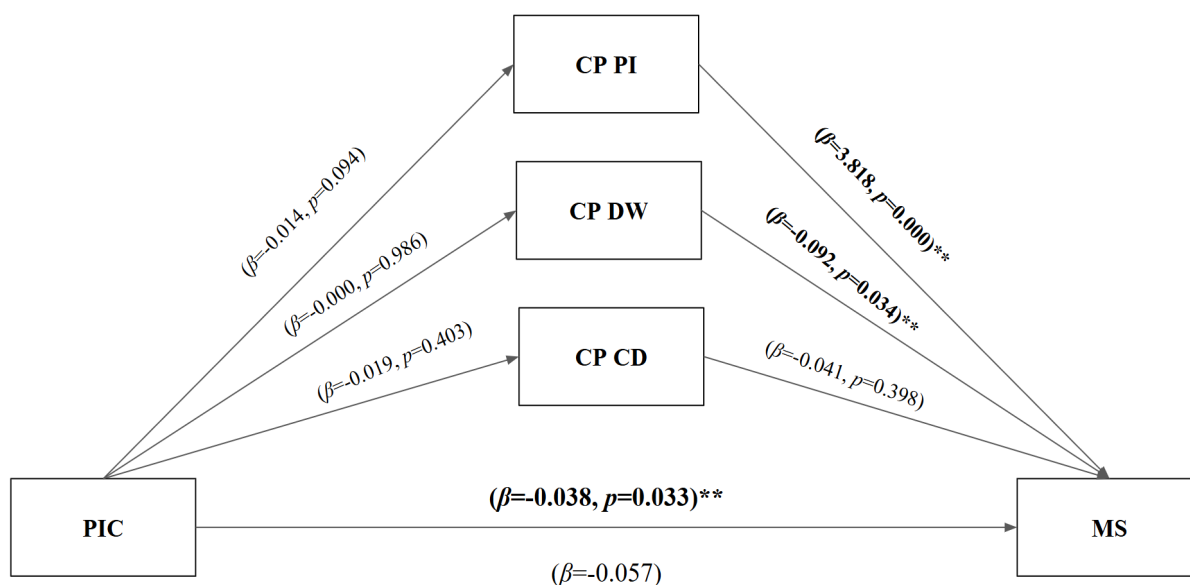 CP PI
(β=-0.014, p=0.094)
(β=3.818, p=0.000)**
CP DW
(β=-0.000, p=0.986)
(β=-0.092, p=0.034)**
CP CD
(β=-0.019, p=0.403)
(β=-0.041, p=0.398)
PIC
(β=-0.038, p=0.033)**
MS
(β=-0.057)